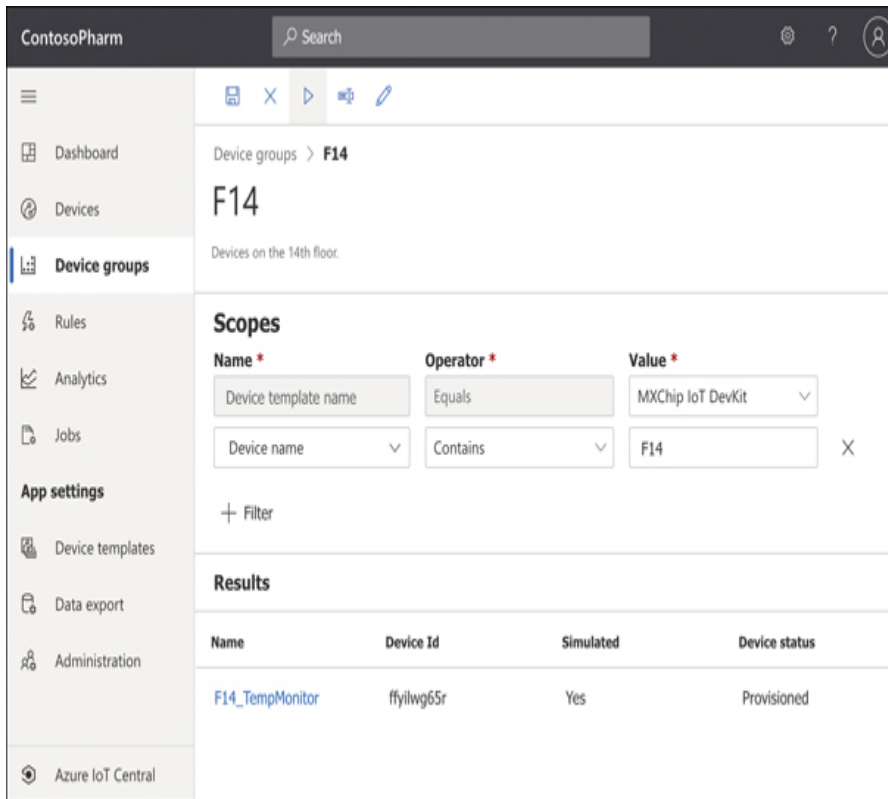 ContosoPharm
Search
?
Dashboard
Devices
Device groups
Rules
Analytics
Jobs
App settings
Device templates
Data export
Administration
Azure IoT Central
Device groups > F14
F14
Devices on the 14th floor.
Scopes
Name * Operator * Value *
Device template name Equals MXChip IoT DevKit
Device name Contains F14
+ Filter
Results
Name Device Id Simulated Device status
F14_TempMonitor ffyilwg65r Yes Provisioned